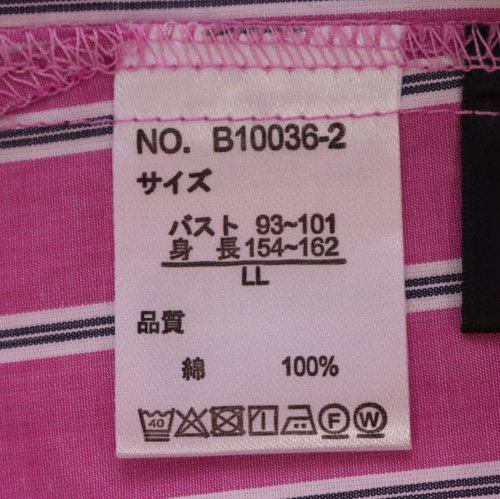 NO. B10036-2
サイズ
バスト 93~101
身 長 154~162
LL
品質
綿 100%
40 F W